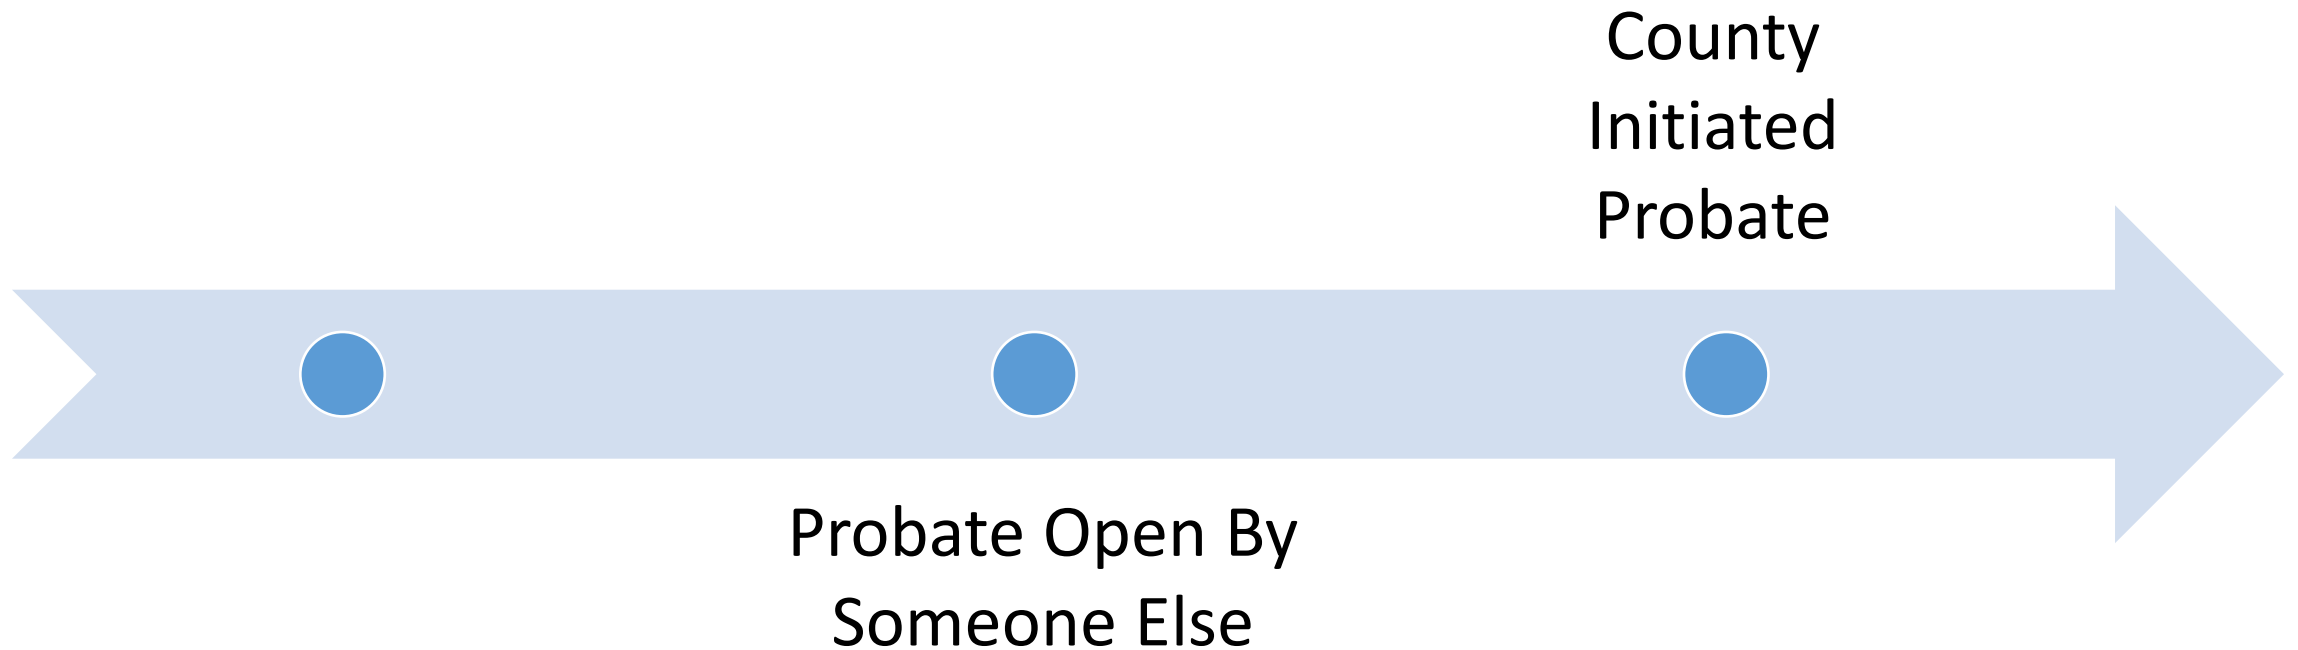 County
Initiated
Probate
Probate Open By
Someone Else